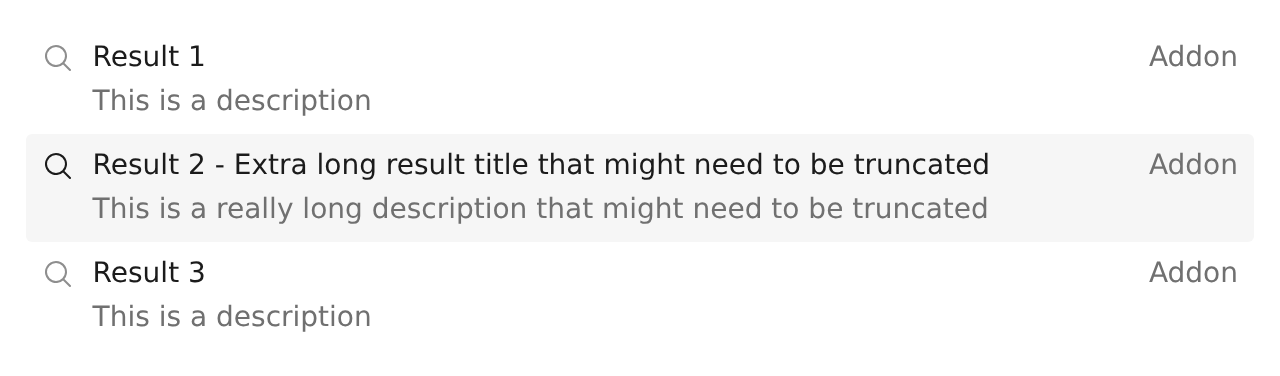 Result 1 Addon
This is a description
Result 2 - Extra long result title that might need to be truncated Addon
This is a really long description that might need to be truncated
Result 3 Addon
This is a description